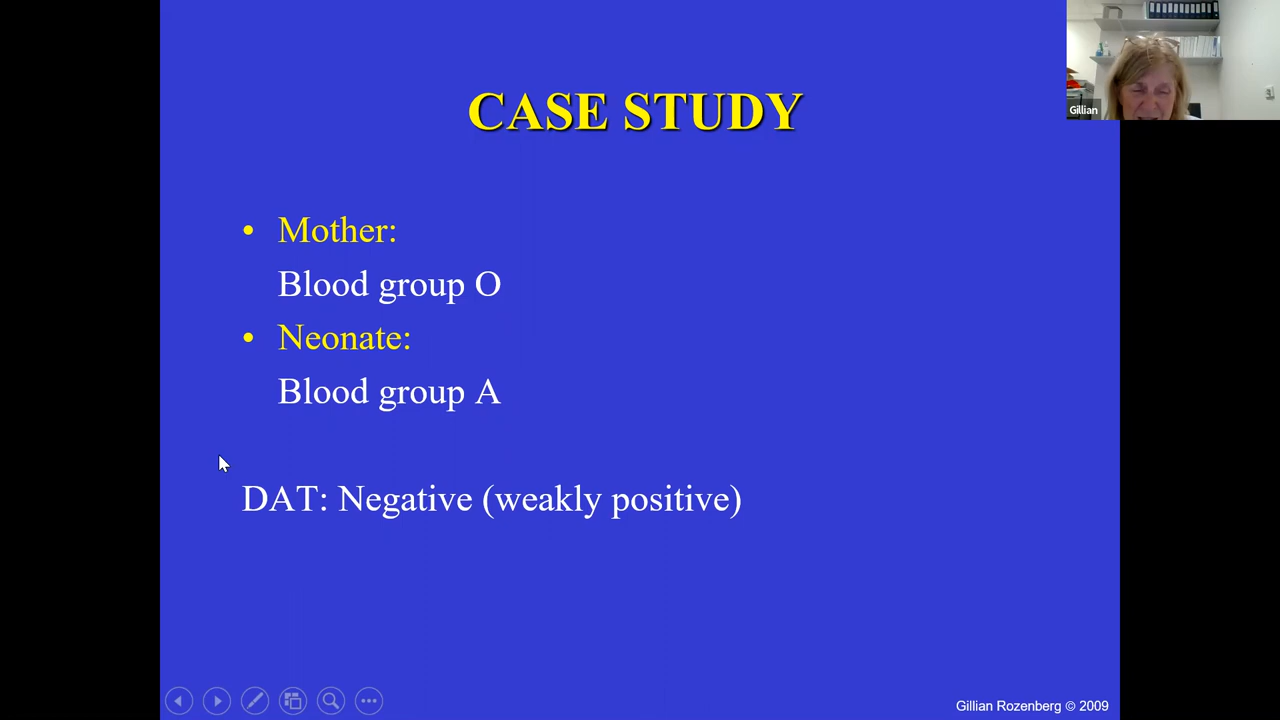 Gillian
CASE STUDY
• Mother:
Blood group O
• Neonate:
Blood group A
DAT: Negative (weakly positive)
Gillian Rozenberg © 2009